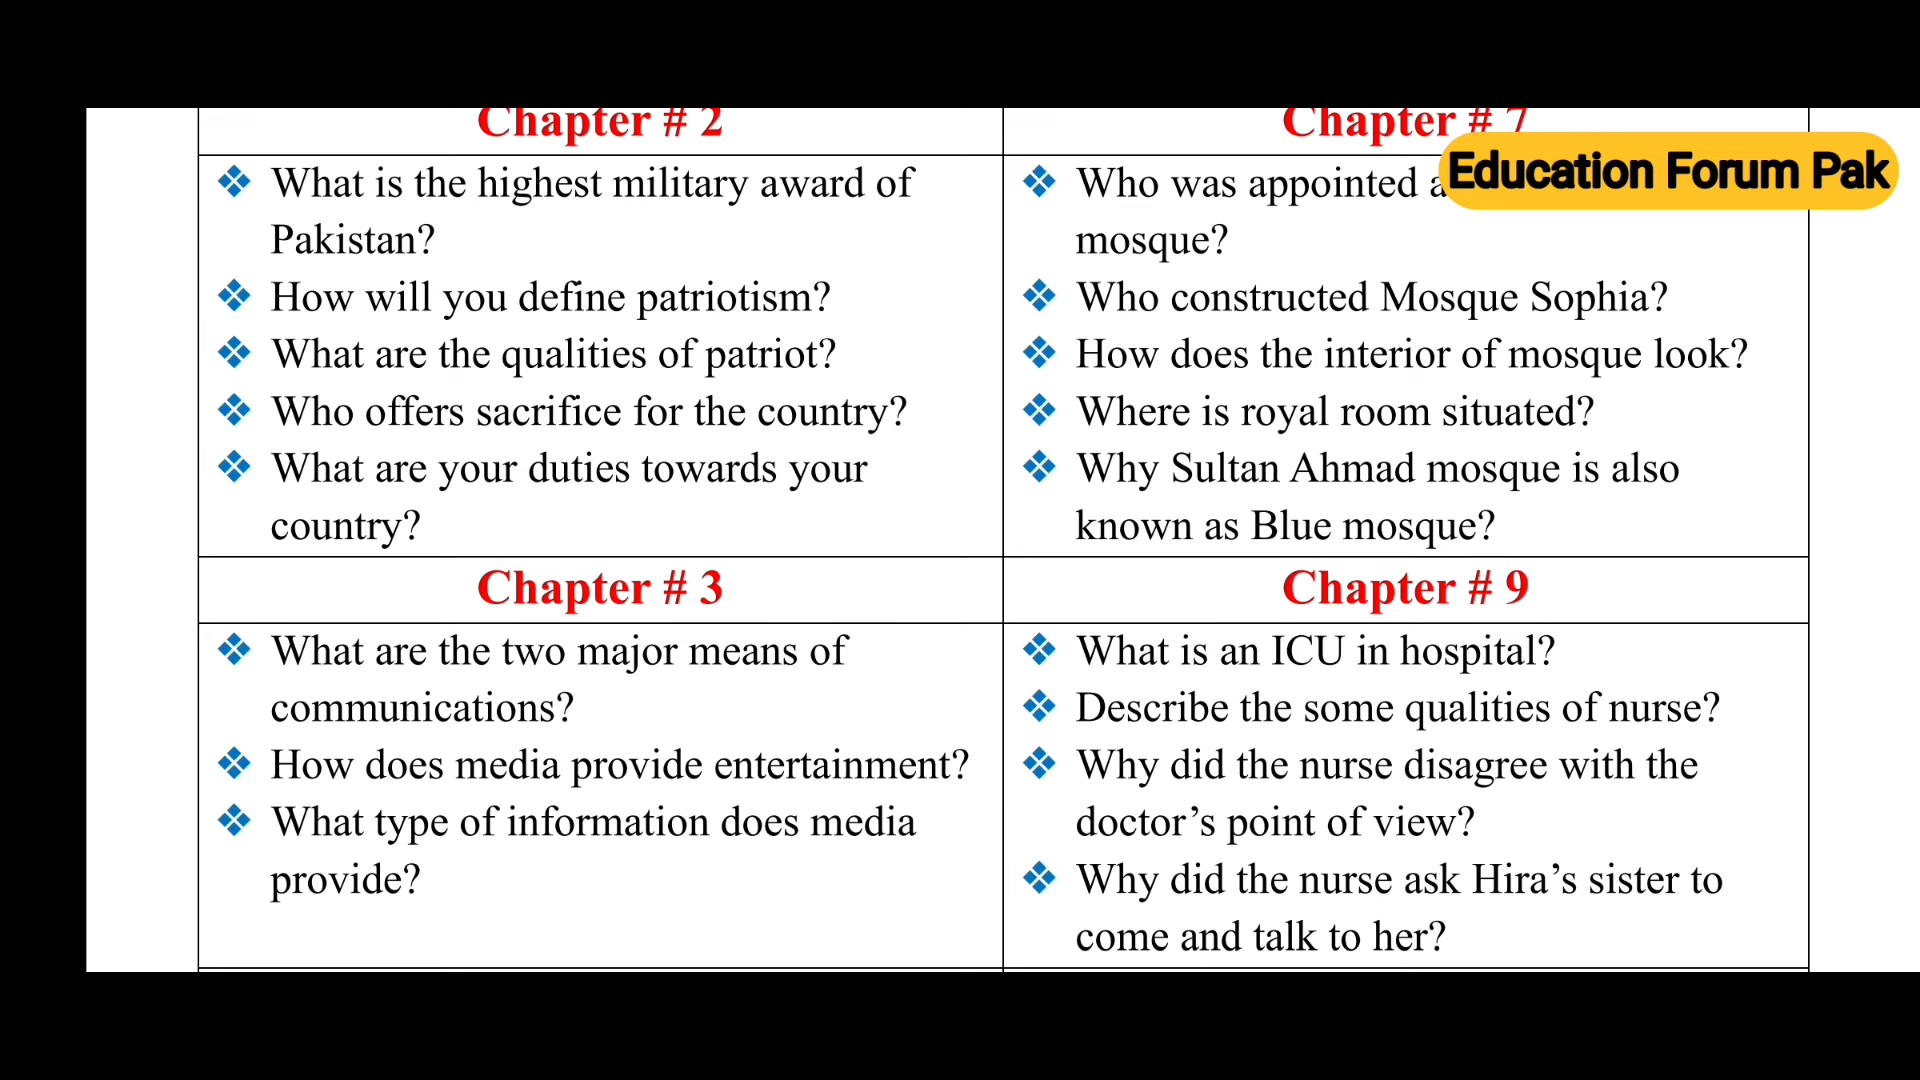 Chapter # 2
What is the highest military award of
Pakistan?
How will you define patriotism?
What are the qualities of patriot?
Who offers sacrifice for the country?
What are your duties towards your
country?
Chapter # 7
Education Forum Pak
Who was appointed
mosque?
Who constructed Mosque Sophia?
How does the interior of mosque look?
Where is royal room situated?
Why Sultan Ahmad mosque is also
known as Blue mosque?
Chapter # 3
What are the two major means of
communications?
How does media provide entertainment?
What type of information does media
provide?
Chapter # 9
What is an ICU in hospital?
Describe the some qualities of nurse?
Why did the nurse disagree with the
doctor’s point of view?
Why did the nurse ask Hira’s sister to
come and talk to her?